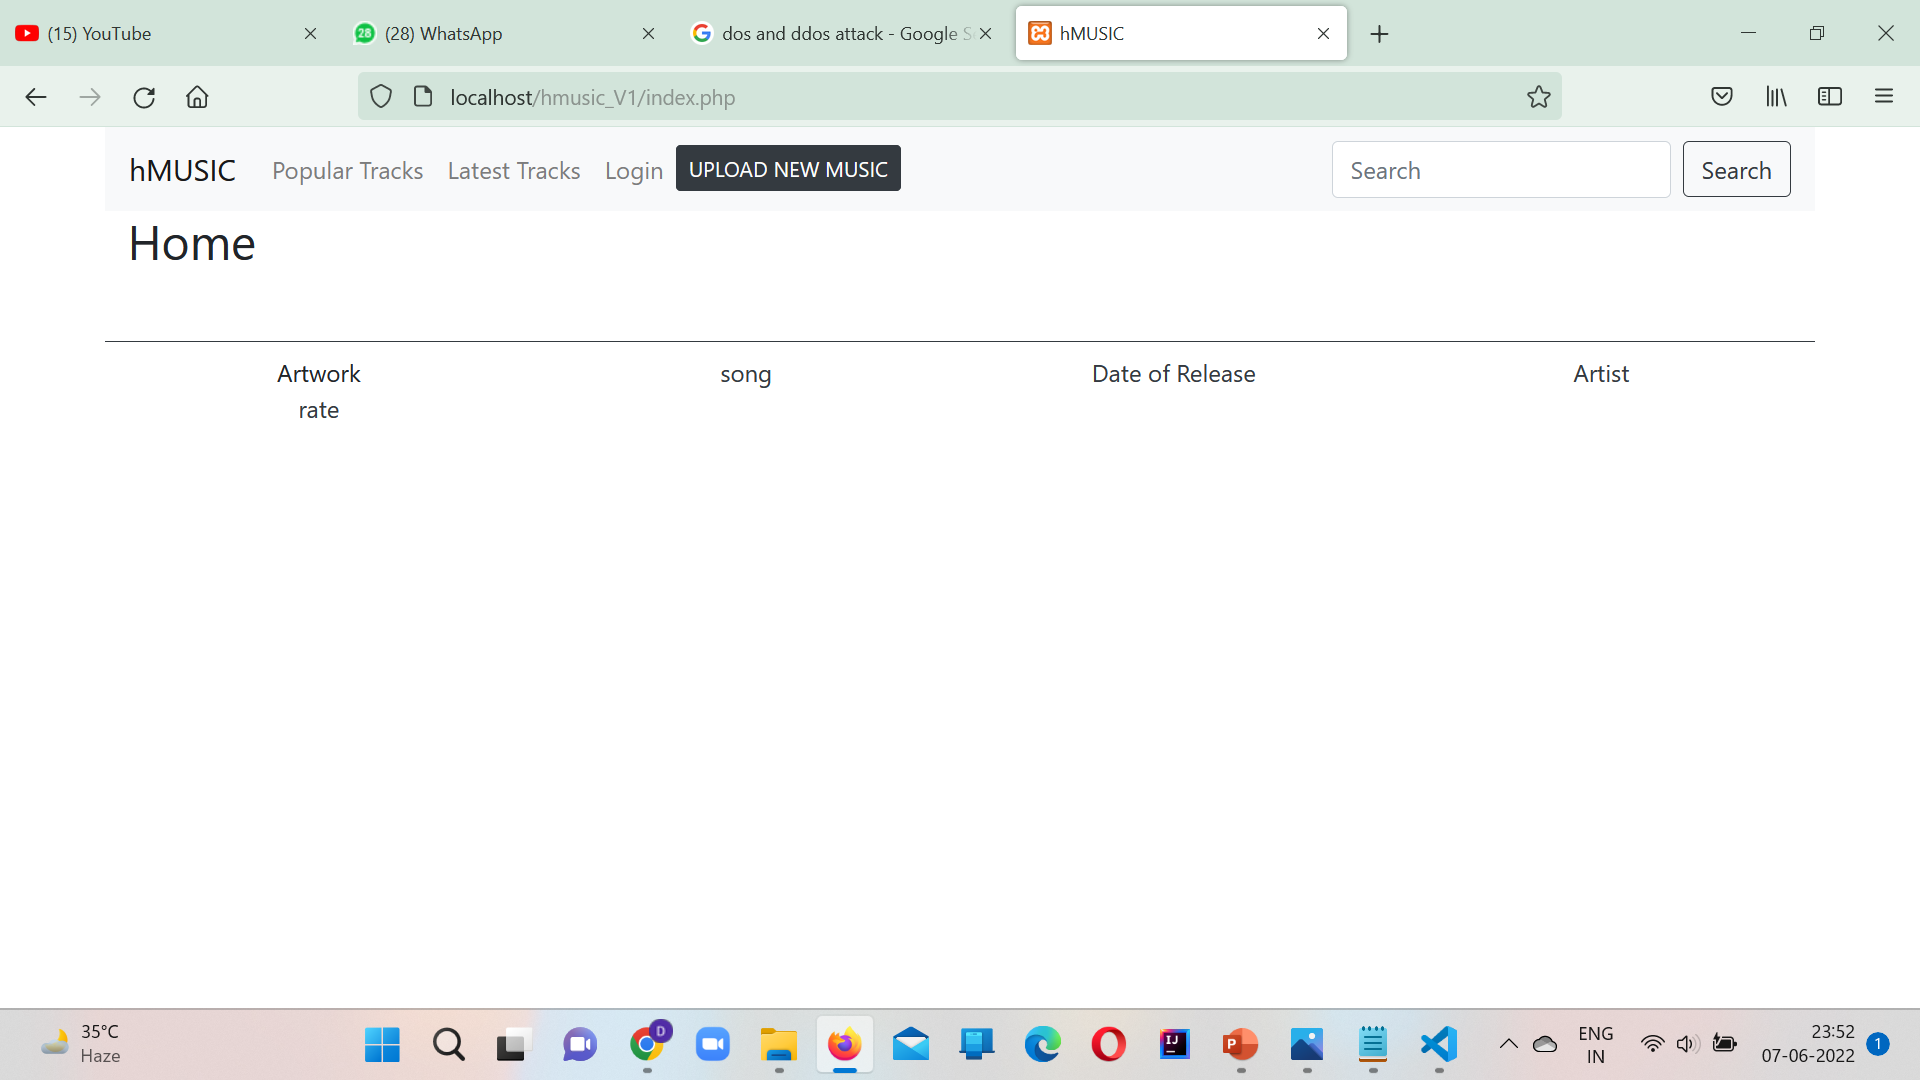 (15) YouTube
28
(28) WhatsApp
dos and ddos attack - Google S
hMUSIC
localhost/hmusic_V1/index.php
hMUSIC
Popular Tracks
Latest Tracks
Login
UPLOAD NEW MUSIC
Search
Search
Home
Artwork
song
Date of Release
Artist
rate
35°C
Haze
D
IJ
P
ENG
IN
23:52
07-06-2022
1